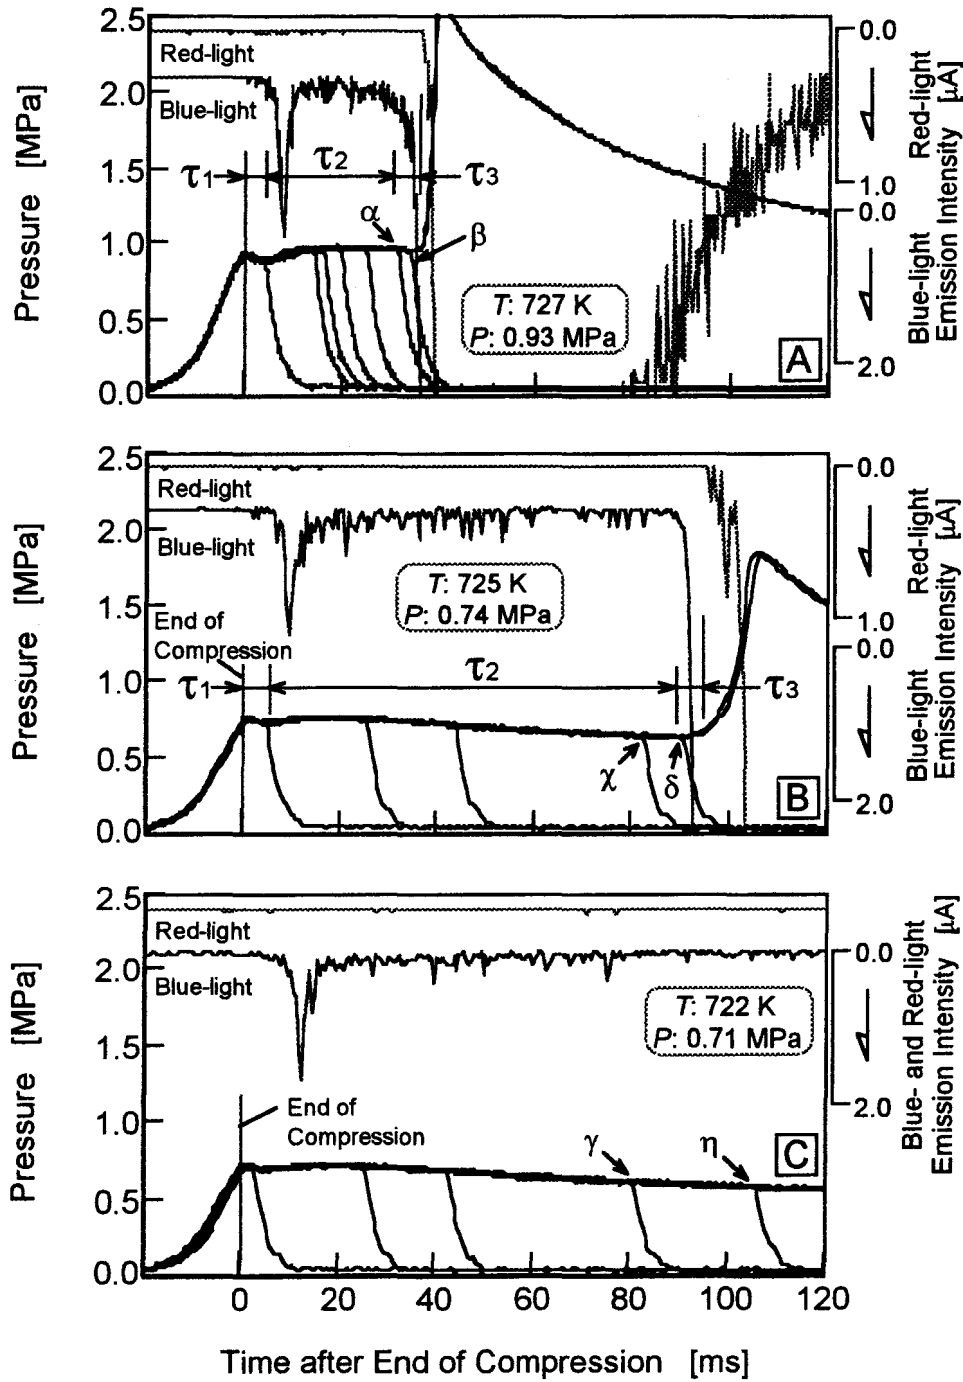 2.5
2.0
1.5
1.0
0.5
0.0
Pressure [MPa]
Red-light
Blue-light
τ1
τ2
τ3
α
β
T: 727 K
P: 0.93 MPa
A
0.0
1.0
0.0
2.0
Red-light
Blue-light
Emission Intensity [μA]
2.5
2.0
1.5
1.0
0.5
0.0
Pressure [MPa]
Red-light
Blue-light
T: 725 K
P: 0.74 MPa
End of
Compression
τ1
τ2
τ3
χ
δ
B
0.0
1.0
0.0
2.0
Red-light
Blue-light
Emission Intensity [μA]
2.5
2.0
1.5
1.0
0.5
0.0
Pressure [MPa]
Red-light
Blue-light
T: 722 K
P: 0.71 MPa
End of
Compression
γ
η
C
0.0
2.0
Blue- and Red-light
Emission Intensity [μA]
0 20 40 60 80 100 120
Time after End of Compression [ms]